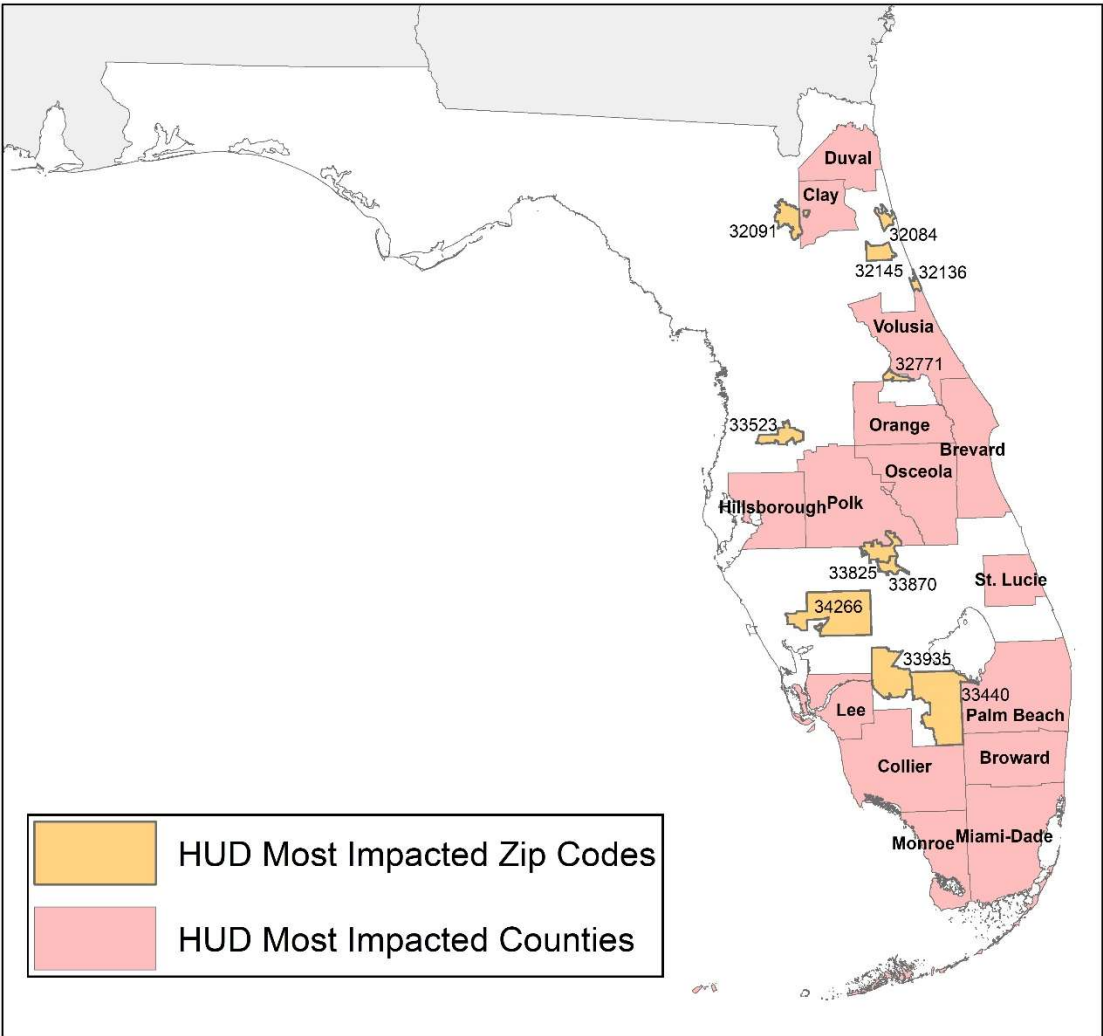 Duval
Clay
32091
32084
32145
32136
Volusia
32771
33523
Orange
Brevard
Osceola
Hillsborough
Polk
33825
33870
St. Lucie
34266
33935
33440
Lee
Palm Beach
Collier
Broward
Monroe
Miami-Dade
HUD Most Impacted Zip Codes
HUD Most Impacted Counties